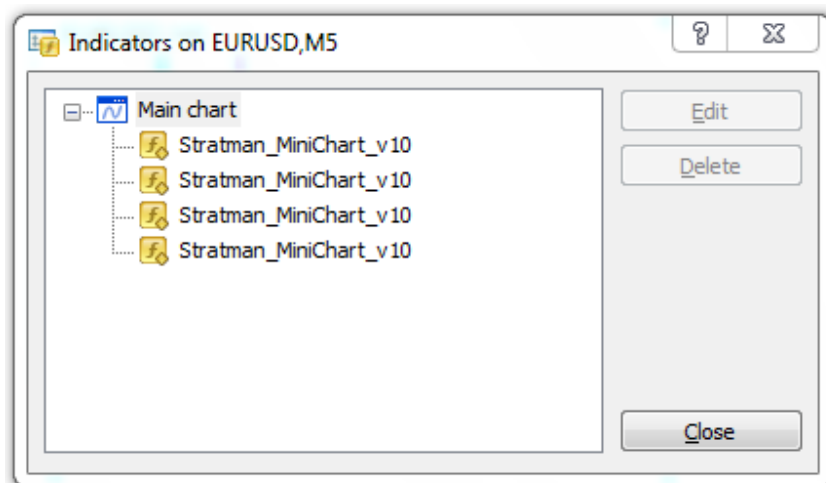 Indicators on EURUSD,M5
Main chart
Stratman_MiniChart_v10
Stratman_MiniChart_v10
Stratman_MiniChart_v10
Stratman_MiniChart_v10
Edit
Delete
Close